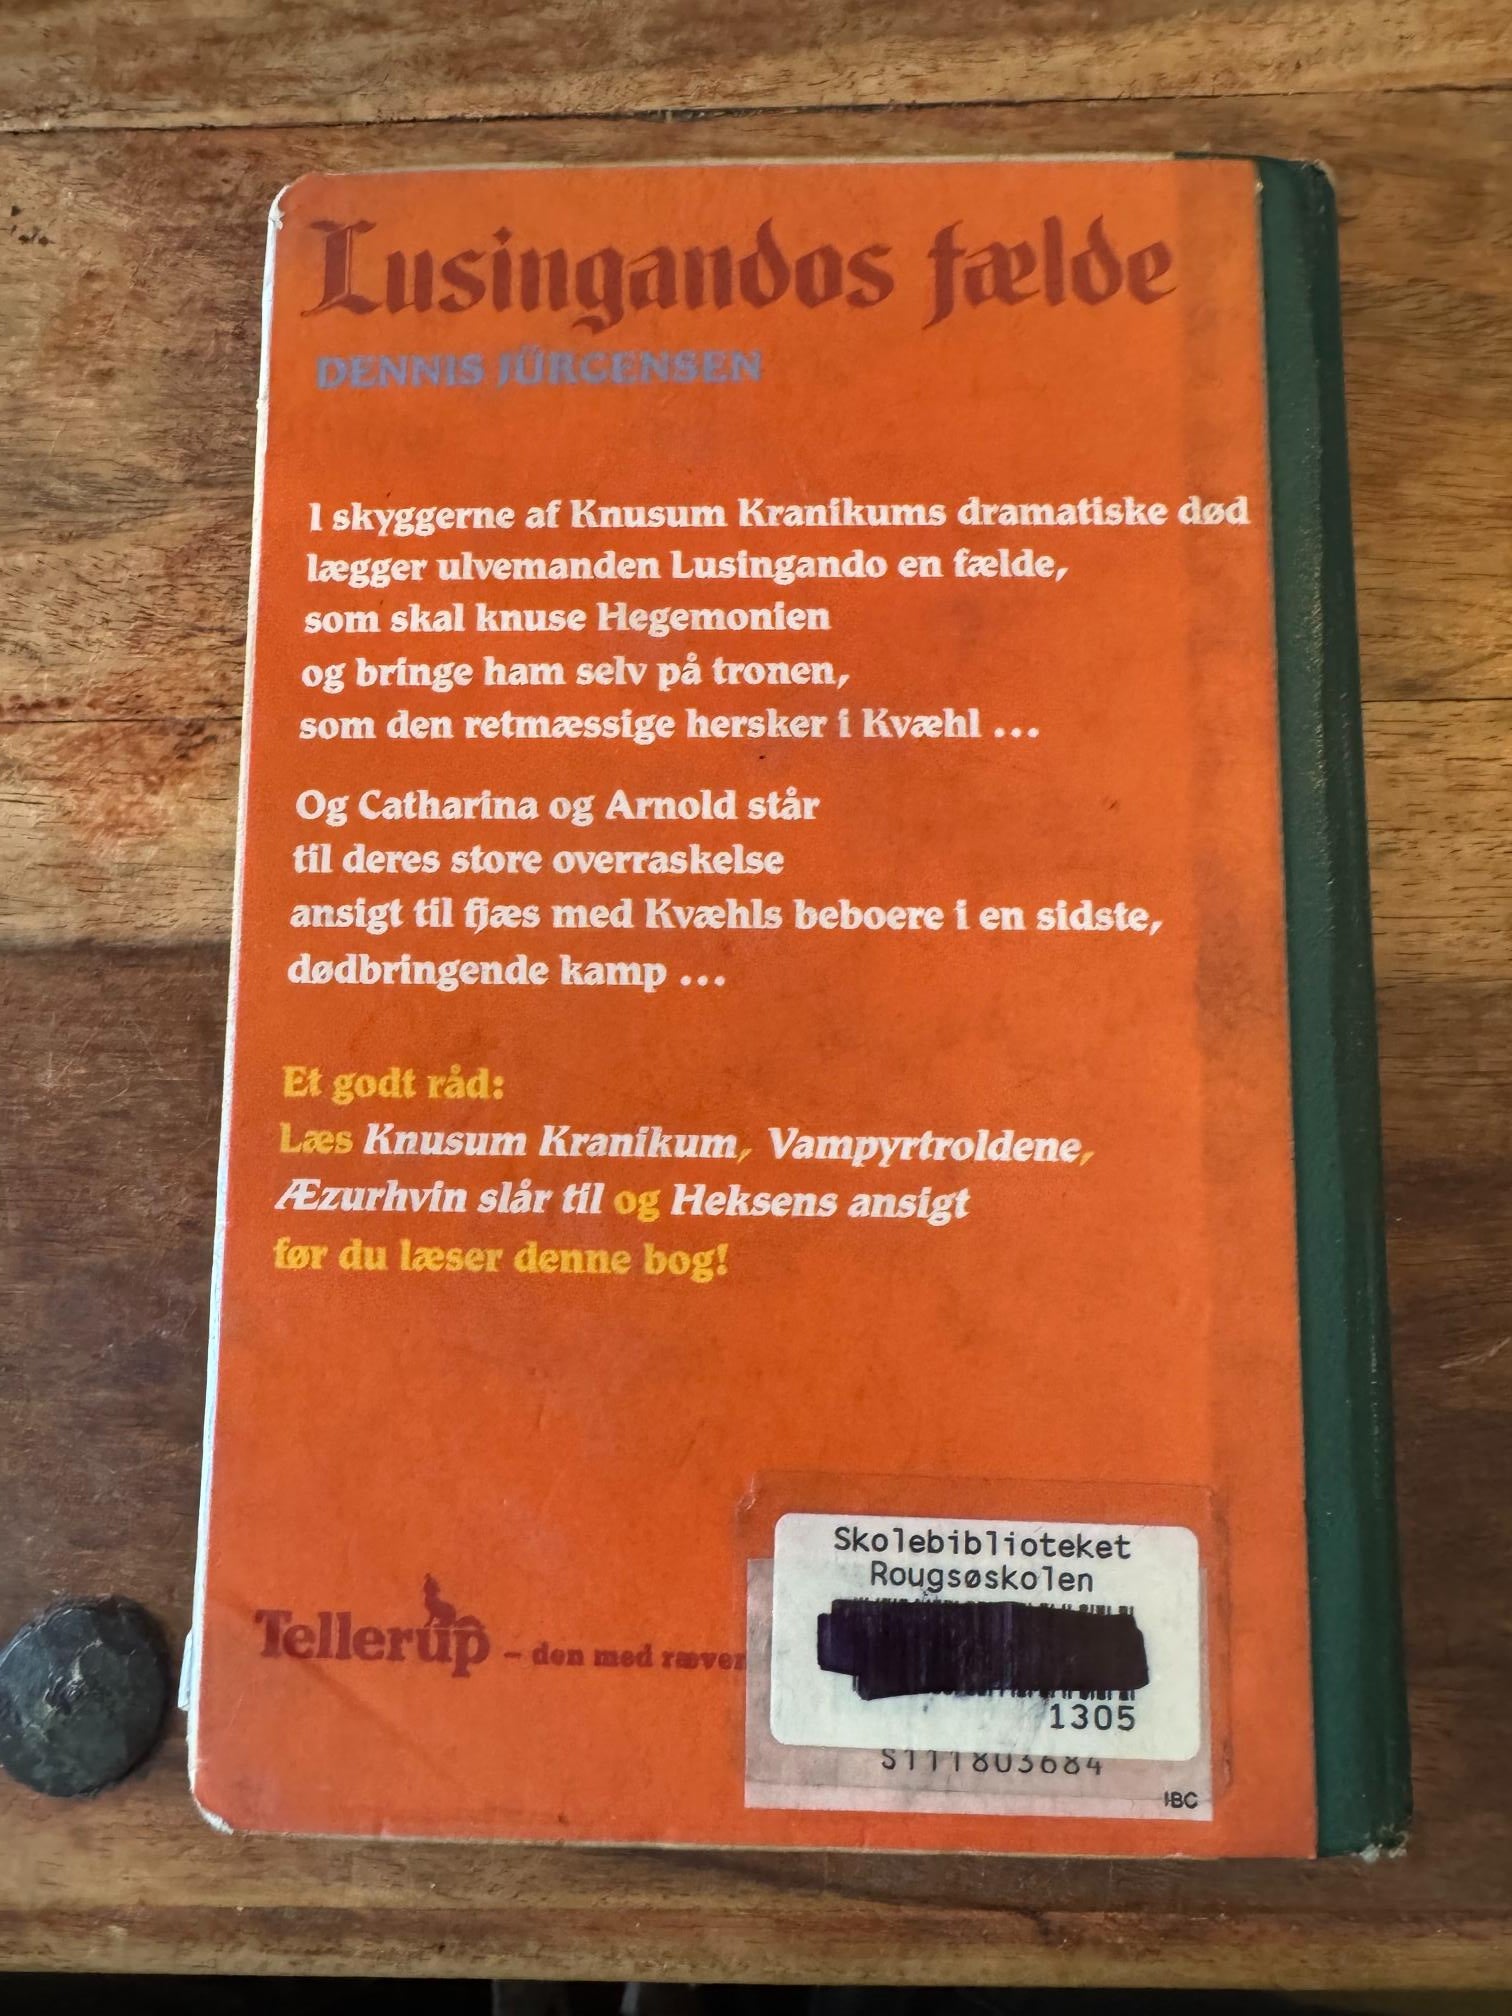 Lusingandos fælde
DENNIS JÜRGENSEN
I skyggerne af Knusum Kranikums dramatiske død
lægger ulvemanden Lusingando en fælde,
som skal knuse Hegemonien
og bringe ham selv på tronen,
som den retmæssige hersker i Kvæhl ...
Og Catharina og Arnold står
til deres store overraskelse
ansigt til fjæs med Kvæhls beboere i en sidste,
dødbringende kamp ...
Et godt råd:
Læs Knusum Kranikum, Vampyrtroldene,
Æzurhvin slår til og Heksens ansigt
før du læser denne bog!
Tellerup – den med ræven
Skolebiblioteket
Rougsøskolen
1305
S111803684
IBC